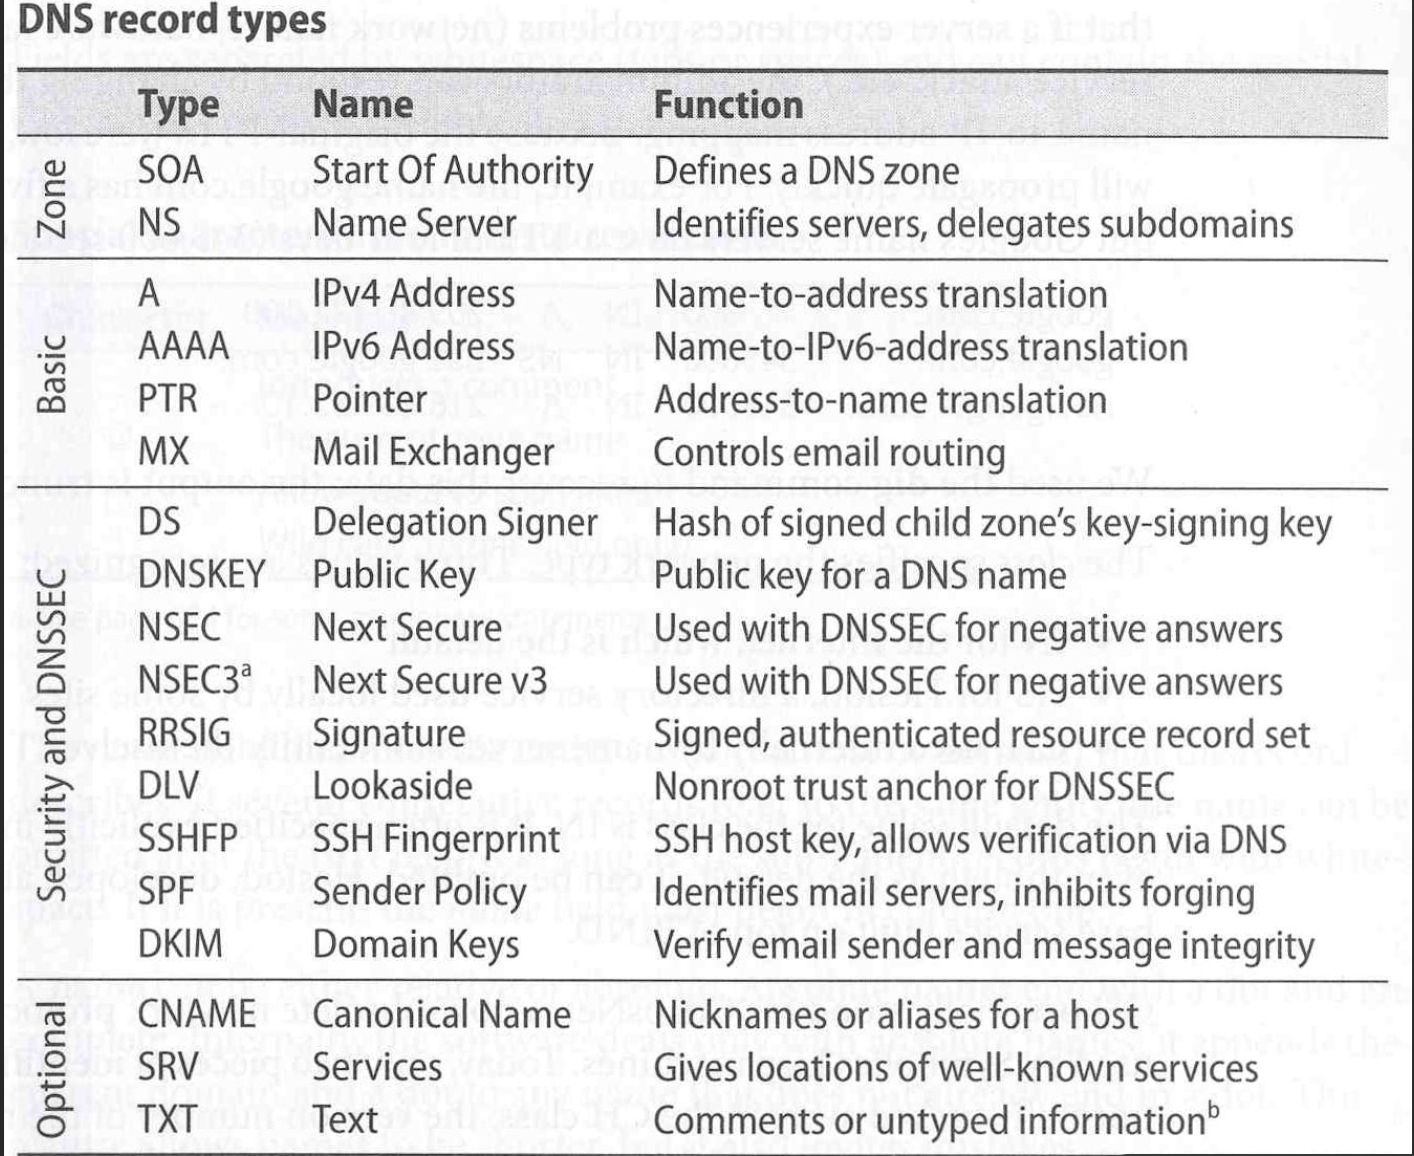 DNS record types
Type Name Function
Zone
SOA Start Of Authority Defines a DNS zone
NS Name Server Identifies servers, delegates subdomains
Basic
A IPv4 Address Name-to-address translation
AAAA IPv6 Address Name-to-IPv6-address translation
PTR Pointer Address-to-name translation
MX Mail Exchanger Controls email routing
Security and DNSSEC
DS Delegation Signer Hash of signed child zone's key-signing key
DNSKEY Public Key Public key for a DNS name
NSEC Next Secure Used with DNSSEC for negative answers
NSEC3ᵃ Next Secure v3 Used with DNSSEC for negative answers
RRSIG Signature Signed, authenticated resource record set
DLV Lookaside Nonroot trust anchor for DNSSEC
SSHFP SSH Fingerprint SSH host key, allows verification via DNS
SPF Sender Policy Identifies mail servers, inhibits forging
DKIM Domain Keys Verify email sender and message integrity
Optional
CNAME Canonical Name Nicknames or aliases for a host
SRV Services Gives locations of well-known services
TXT Text Comments or untyped informationᵇ